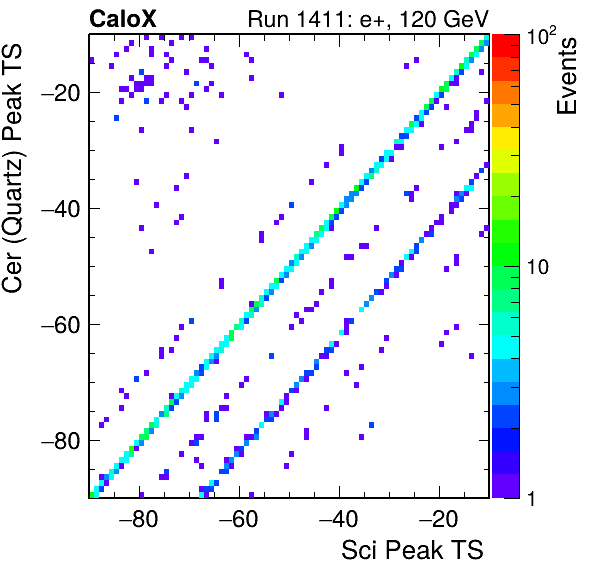 CaloX Run 1411: e+, 120 GeV
Cer (Quartz) Peak TS
−20
−40
−60
−80
−80 −60 −40 −20
Sci Peak TS
10²
10
1
Events